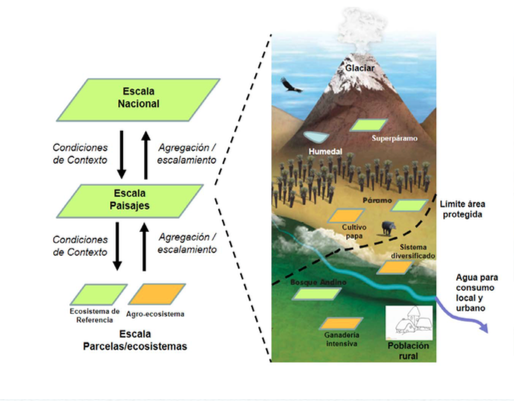 Escala
Nacional
Condiciones
de Contexto
Agregación /
escalamiento
Escala
Paisajes
Condiciones
de Contexto
Agregación /
escalamiento
Ecosistema de
Referencia
Agro-ecosistema
Escala
Parcelas/ecosistemas
Glaciar
Superpáramo
Humedal
Póromo
Cultivo
papa
Límite área
protegida
Sistema
diversificado
Bosque Andino
Agua para
consumo
local y
urbano
Ganadería
intensiva
Población
rural